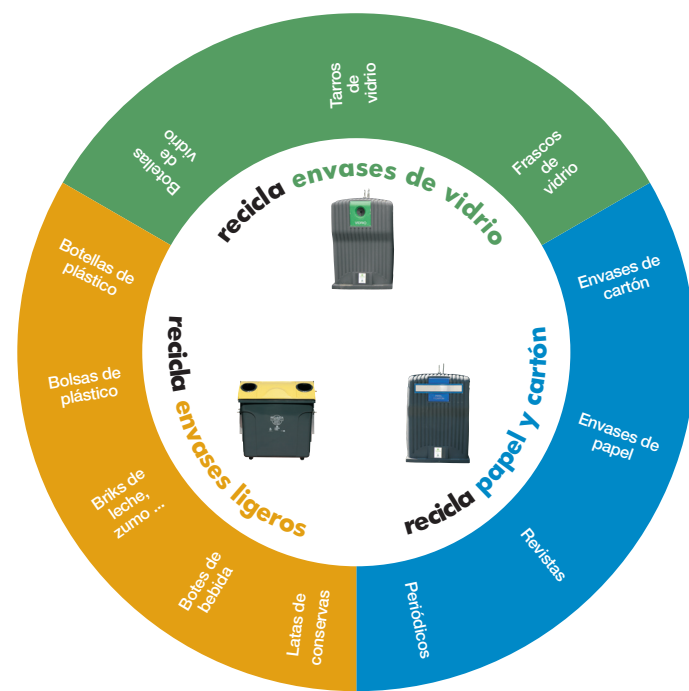 Botellas
de
vidrio
Tarros
de
vidrio
Frascos
de
vidrio
recicla envases de vidrio
Botellas de
plástico
Bolsas de
plástico
Briks de
leche,
zumo ...
Botes de
bebida
Latas de
conservas
recicla envases ligeros
Envases de
cartón
Envases de
papel
Revistas
Periódicos
recicla papel y cartón